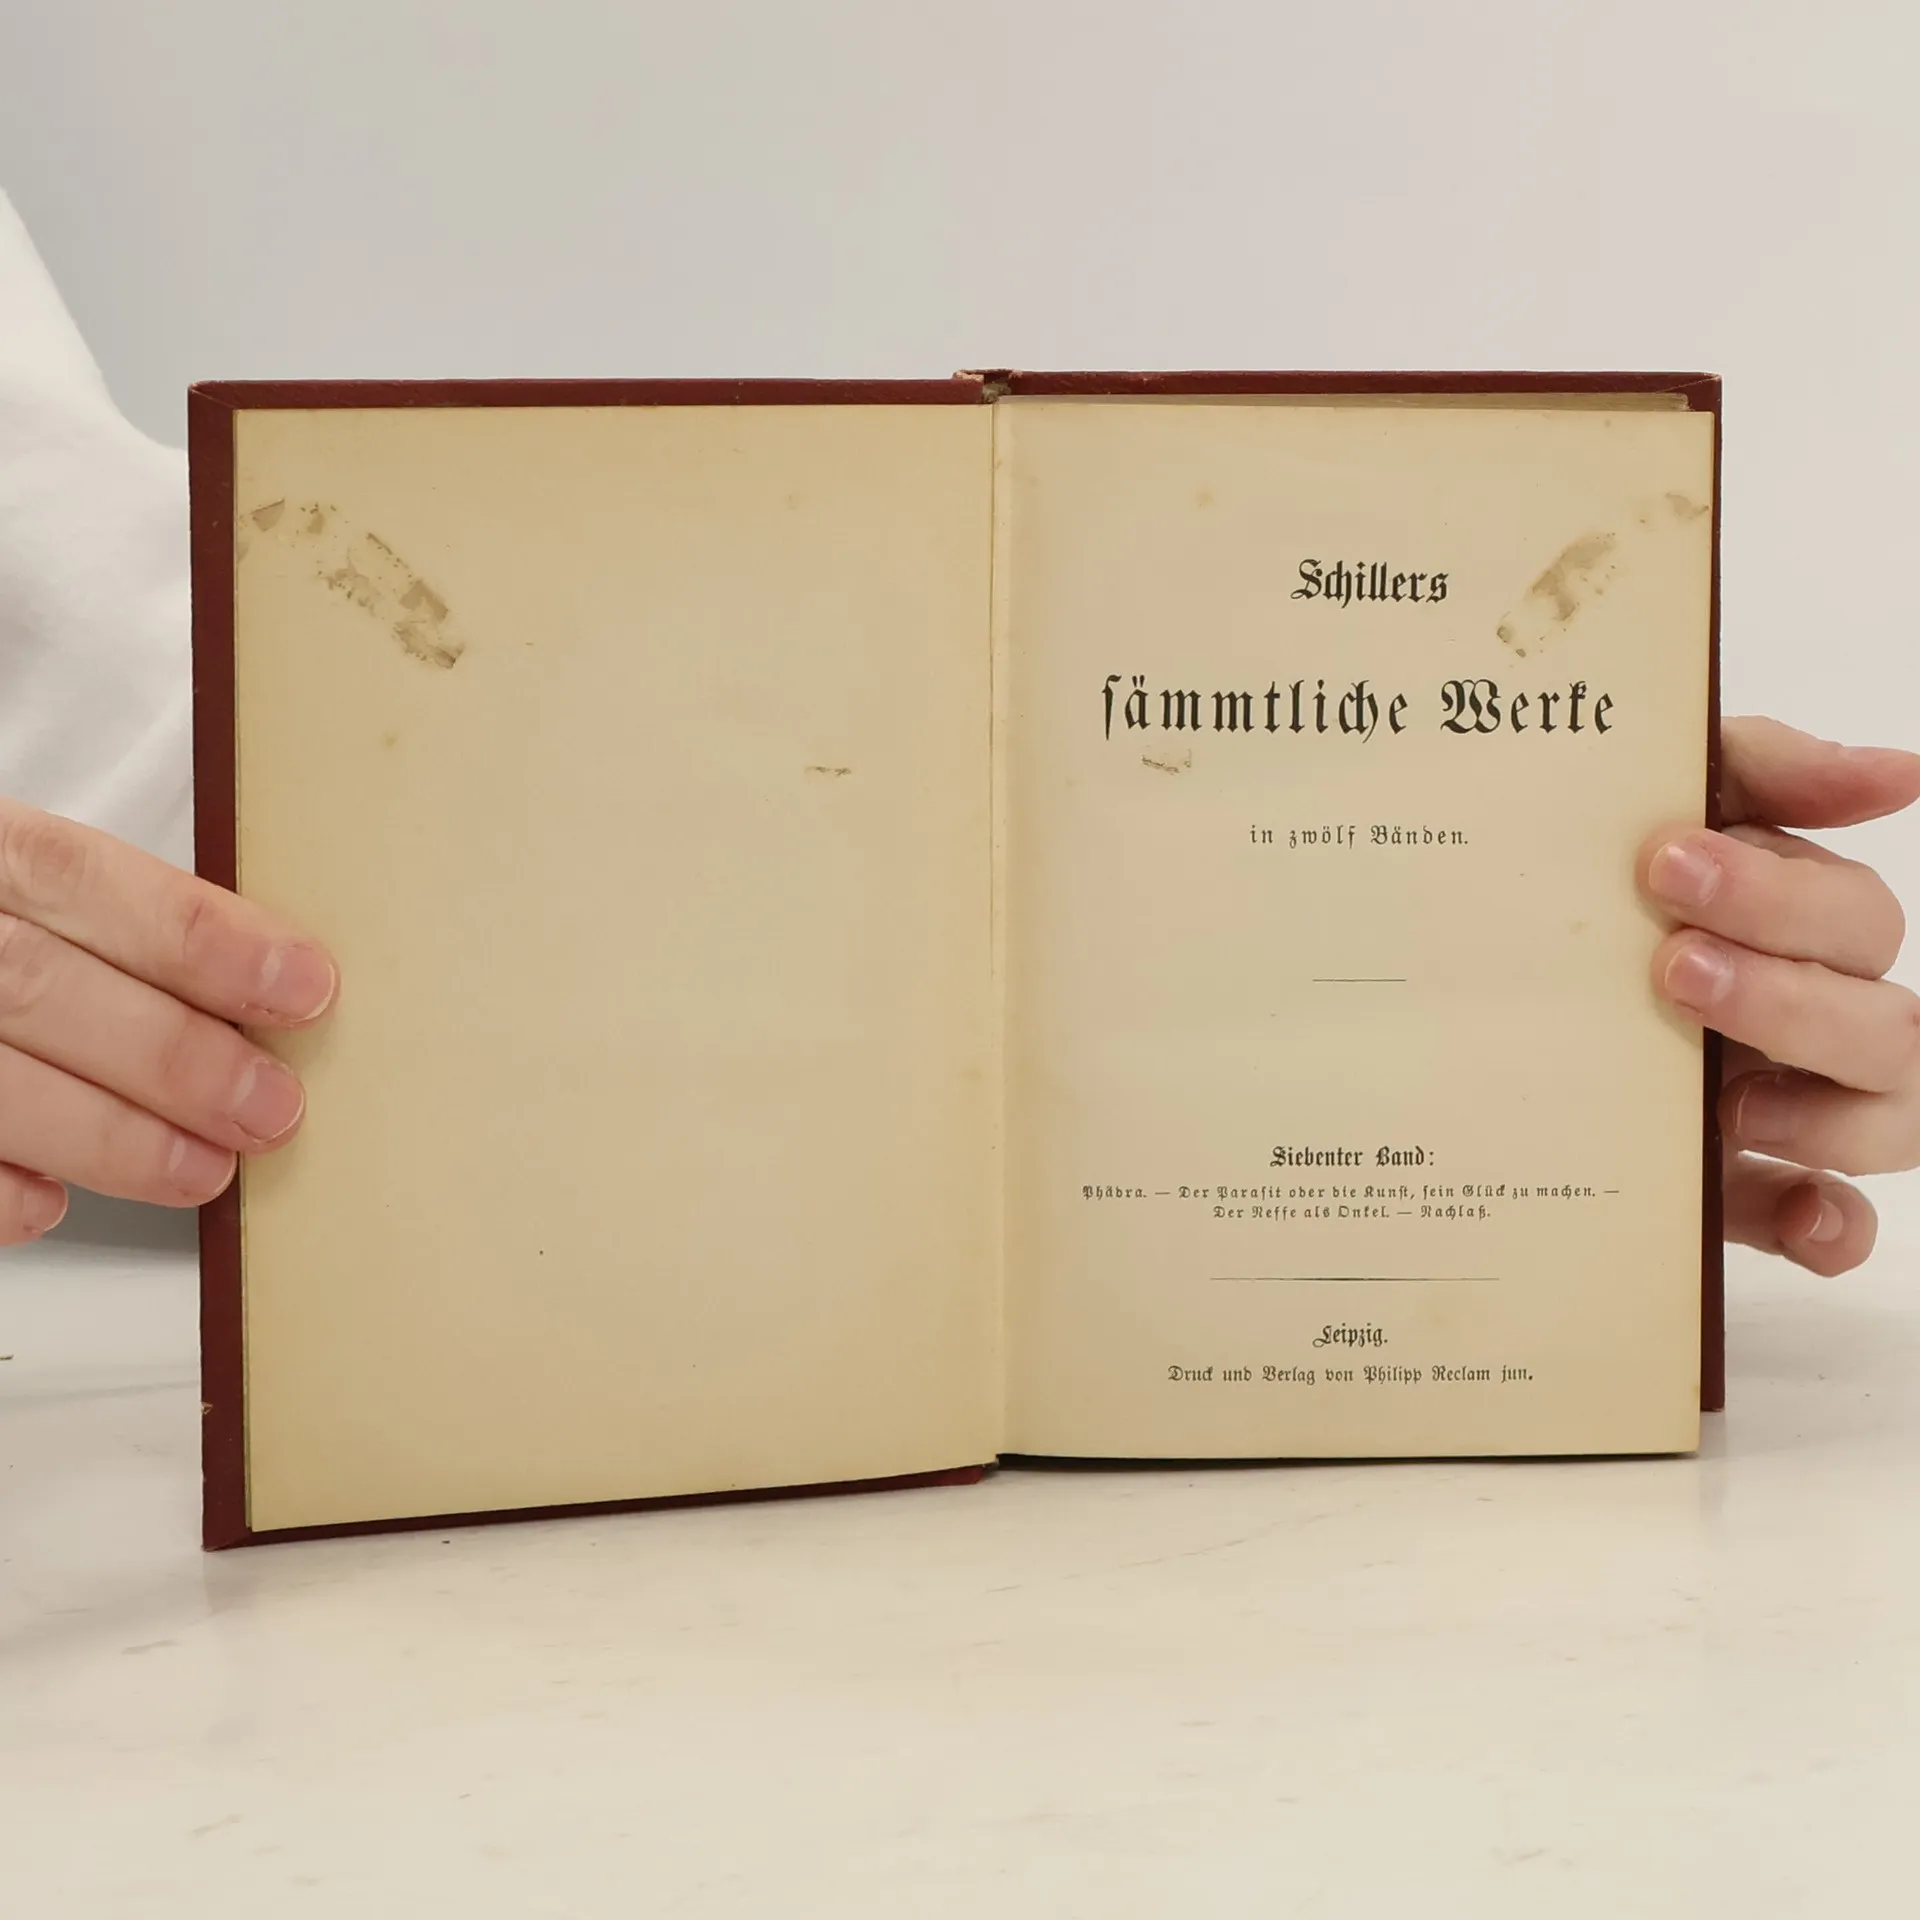 Schillers
sämmtliche Werke
in zwölf Bänden.
Siebenter Band:
Phädra. — Der Parasit oder die Kunst, sein Glück zu machen. —
Der Neffe als Onkel. — Nachlaß.
Leipzig.
Druck und Verlag von Philipp Reclam jun.